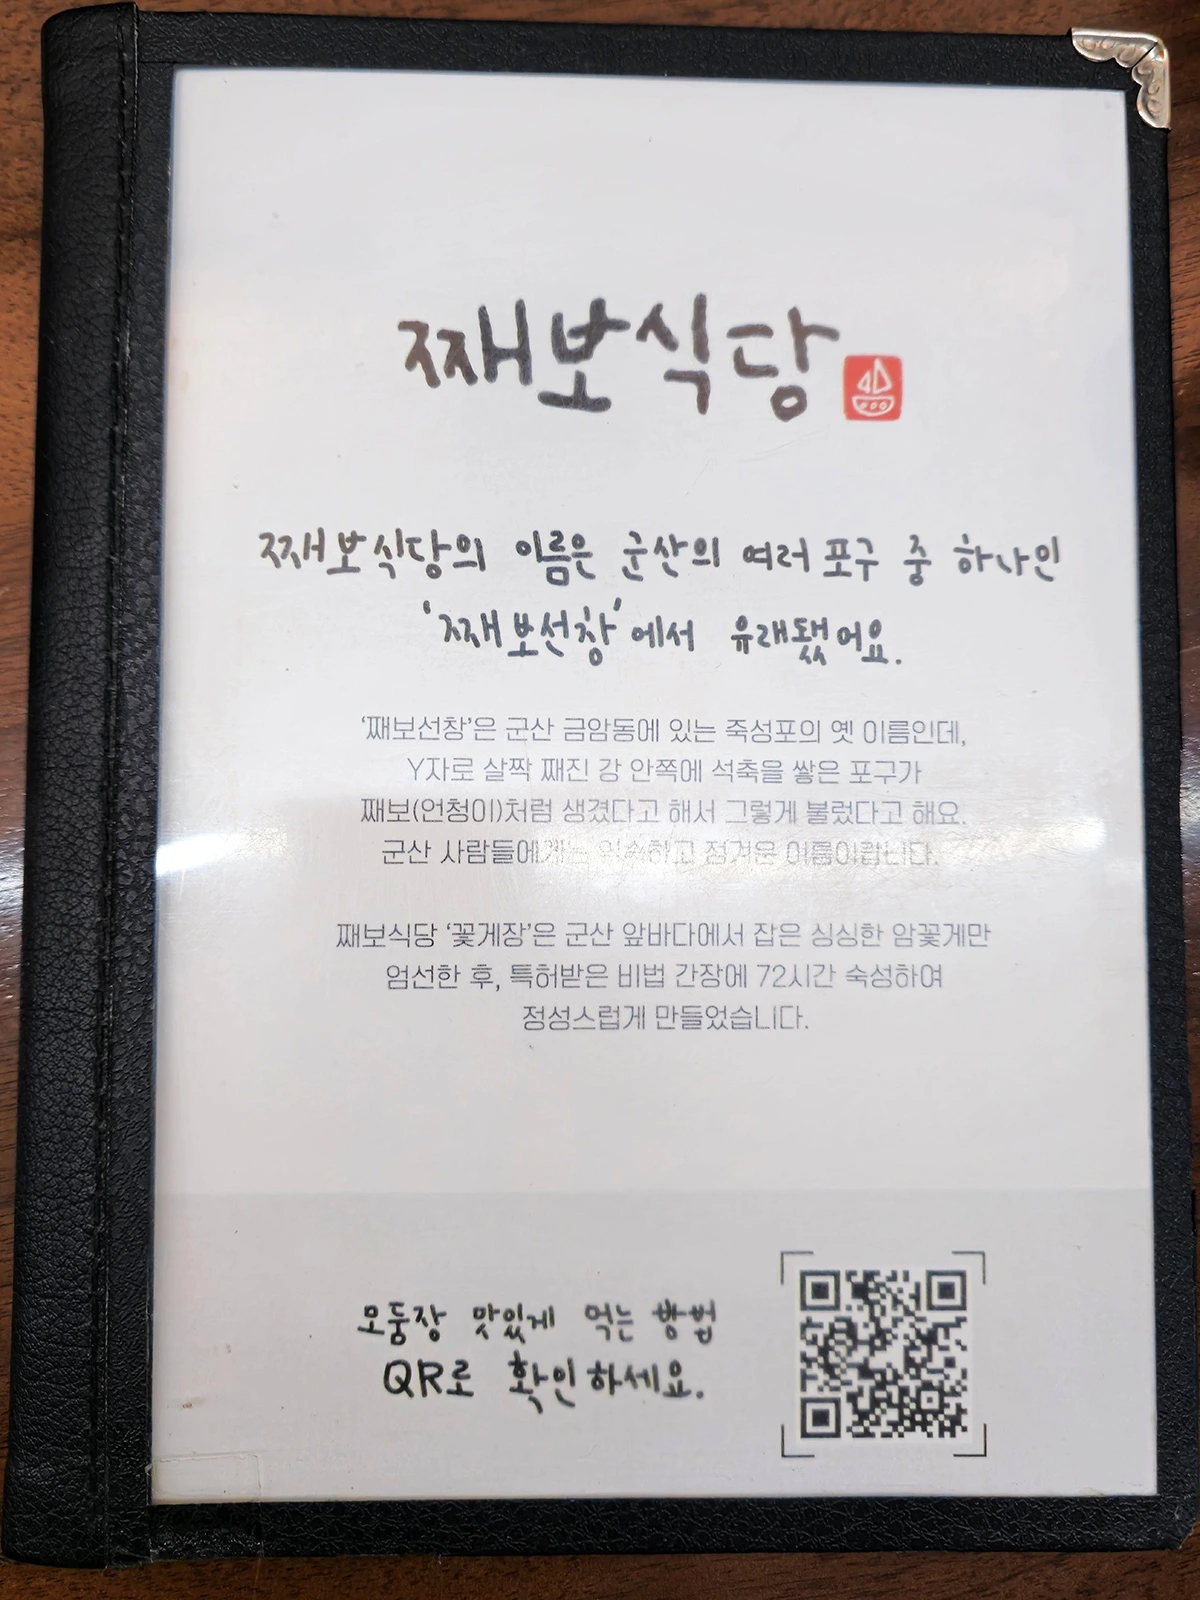 째보식당
째보식당의 이름은 군산의 여러 포구 중 하나인
'째보선창'에서 유래됐어요.
'째보선창'은 군산 금암동에 있는 죽성포의 옛 이름인데,
Y자로 살짝 째진 강 안쪽에 석축을 쌓은 포구가
째보(언청이)처럼 생겼다고 해서 그렇게 불렀다고 해요.
군산 사람들에게는 익숙하고 정겨운 이름이랍니다.
째보식당 '꽃게장'은 군산 앞바다에서 잡은 싱싱한 암꽃게만
엄선한 후, 특허받은 비법 간장에 72시간 숙성하여
정성스럽게 만들었습니다.
모둠장 맛있게 먹는 방법
QR로 확인하세요.